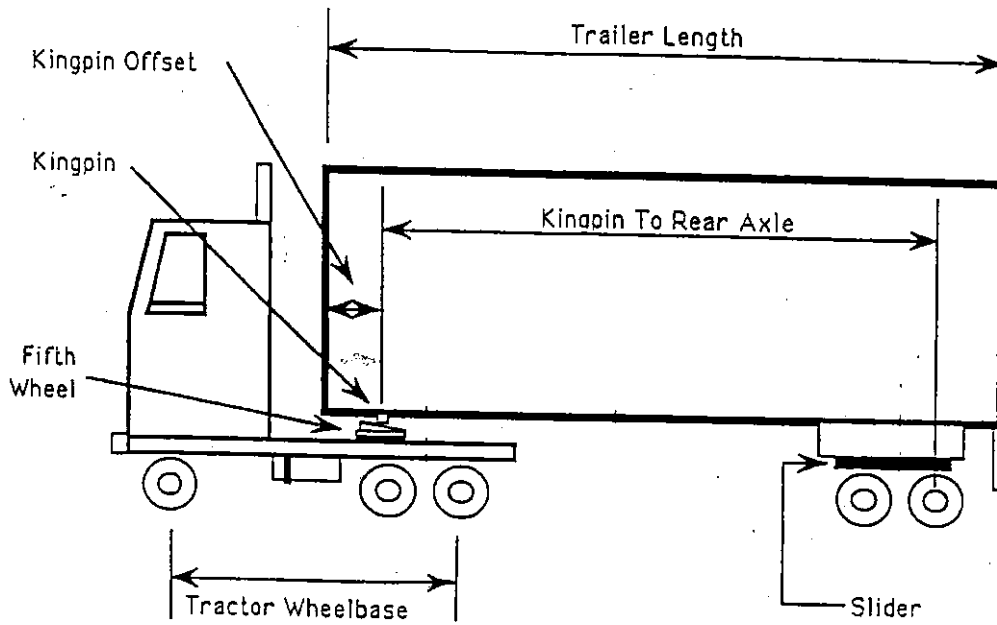 Trailer Length
Kingpin Offset
Kingpin
Kingpin To Rear Axle
Fifth
Wheel
Tractor Wheelbase
Slider